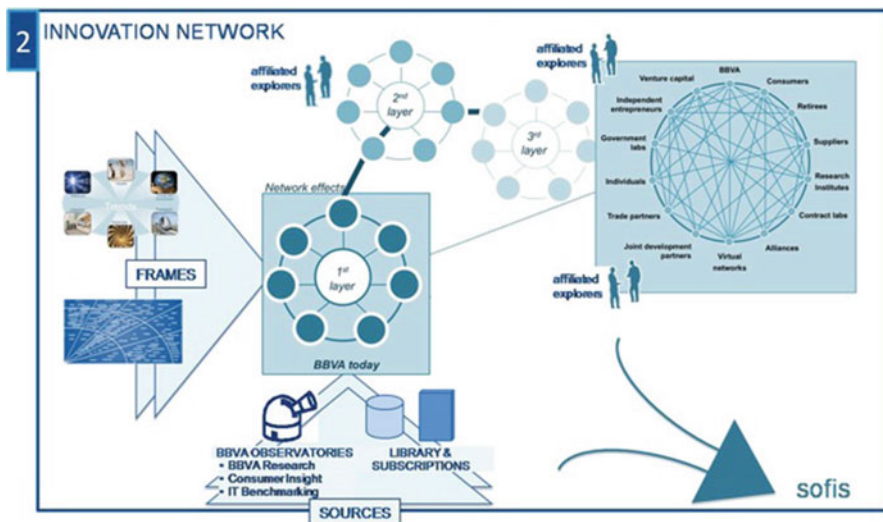 2
INNOVATION NETWORK
affiliated
explorers
2nd
layer
3rd
layer
affiliated
explorers
BBVA
Venture capital
Consumers
Independent
entrepreneurs
Retirees
Government
labs
Suppliers
Individuals
Research
Institutes
Trade partners
Contract labs
Joint development
partners
Alliances
Virtual
networks
Trends
FRAMES
Network effects
1st
layer
BBVA today
affiliated
explorers
BBVA OBSERVATORIES
• BBVA Research
• Consumer Insight
• IT Benchmarking
LIBRARY &
SUBSCRIPTIONS
SOURCES
sofis